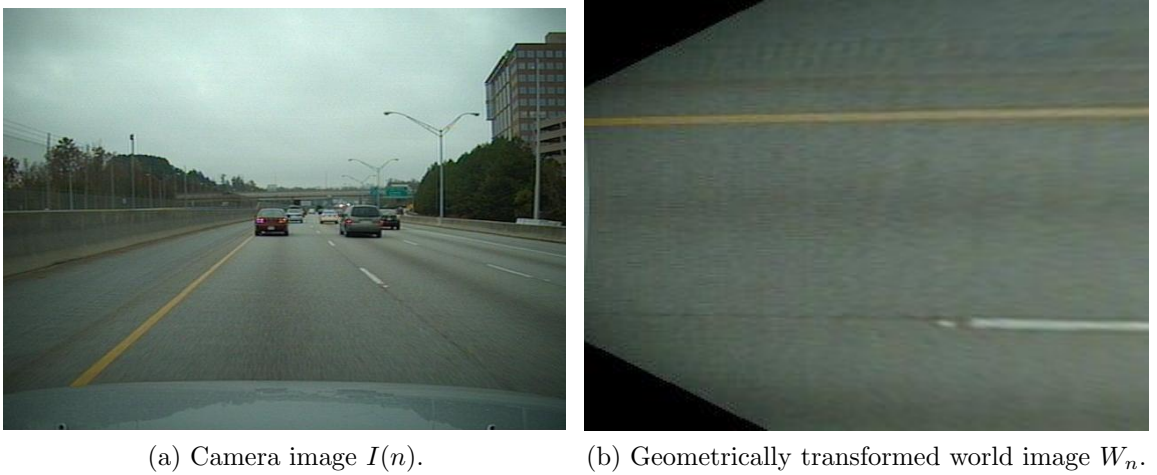 (a) Camera image I(n).
(b) Geometrically transformed world image Wₙ.